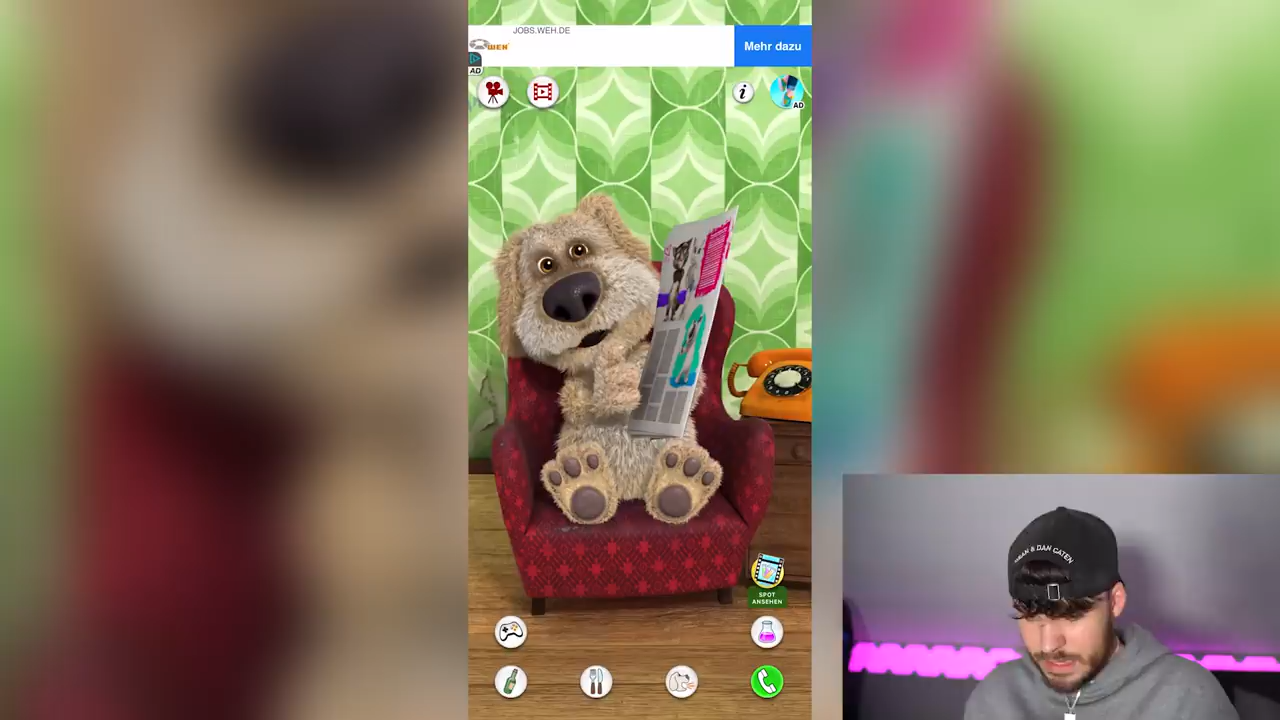 JOBS.WEH.DE
WEH
Mehr dazu
AD
i
AD
SPOT
ANSEHEN